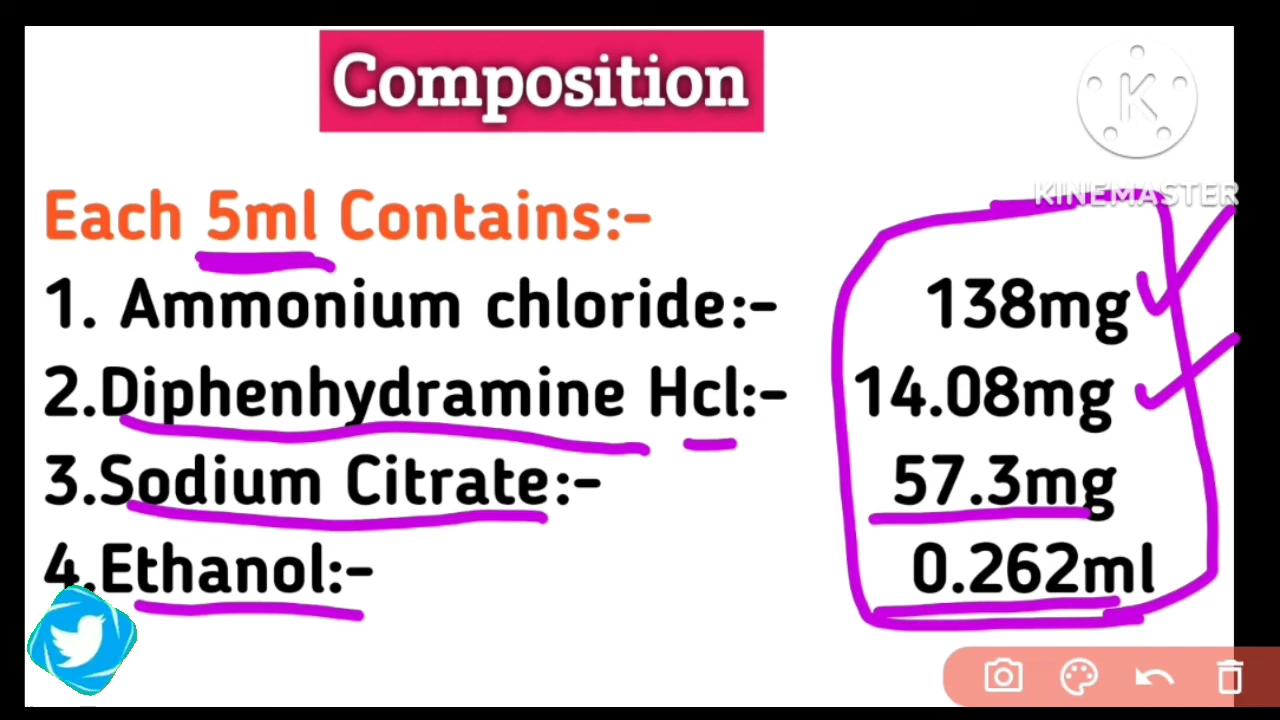 Composition
K
KINEMASTER
Each 5ml Contains:-
1. Ammonium chloride:- 138mg
2.Diphenhydramine Hcl:- 14.08mg
3.Sodium Citrate:- 57.3mg
4.Ethanol:- 0.262ml